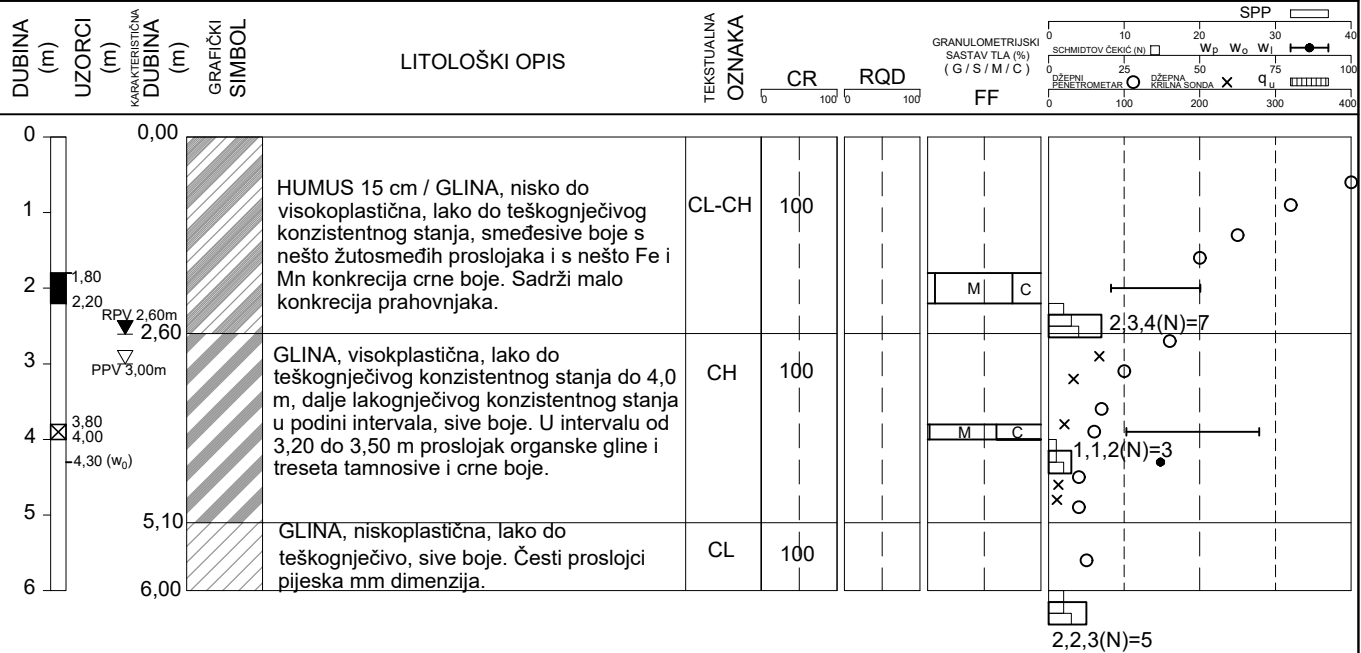 DUBINA
(m)
UZORCI
(m)
KARAKTERISTIČNA
DUBINA
(m)
GRAFIČKI
SIMBOL
LITOLOŠKI OPIS
TEKSTUALNA
OZNAKA
CR
0 100
RQD
0 100
GRANULOMETRIJSKI
SASTAV TLA (%)
( G / S / M / C )
FF
SPP
0 10 20 30 40
SCHMIDTOV ČEKIĆ (N) Wp Wo Wl
0 25 50 75 100
DŽEPNI
PENETROMETAR
DŽEPNA
KRILNA SONDA
qu
0 100 200 300 400
0
1
2
3
4
5
6
1,80
2,20
3,80
4,00
4,30 (w0)
RPV 2,60m
PPV 3,00m
0,00
2,60
5,10
6,00
HUMUS 15 cm / GLINA, nisko do
visokoplastična, lako do teškognječivog
konzistentnog stanja, smeđesive boje s
nešto žutosmeđih proslojaka i s nešto Fe i
Mn konkrecija crne boje. Sadrži malo
konkrecija prahovnjaka.
CL-CH
100
M C
2,3,4(N)=7
GLINA, visokplastična, lako do
teškognječivog konzistentnog stanja do 4,0
m, dalje lakognječivog konzistentnog stanja
u podini intervala, sive boje. U intervalu od
3,20 do 3,50 m proslojak organske gline i
treseta tamnosive i crne boje.
CH
100
M C
1,1,2(N)=3
GLINA, niskoplastična, lako do
teškognječivo, sive boje. Česti proslojci
pijeska mm dimenzija.
CL
100
2,2,3(N)=5